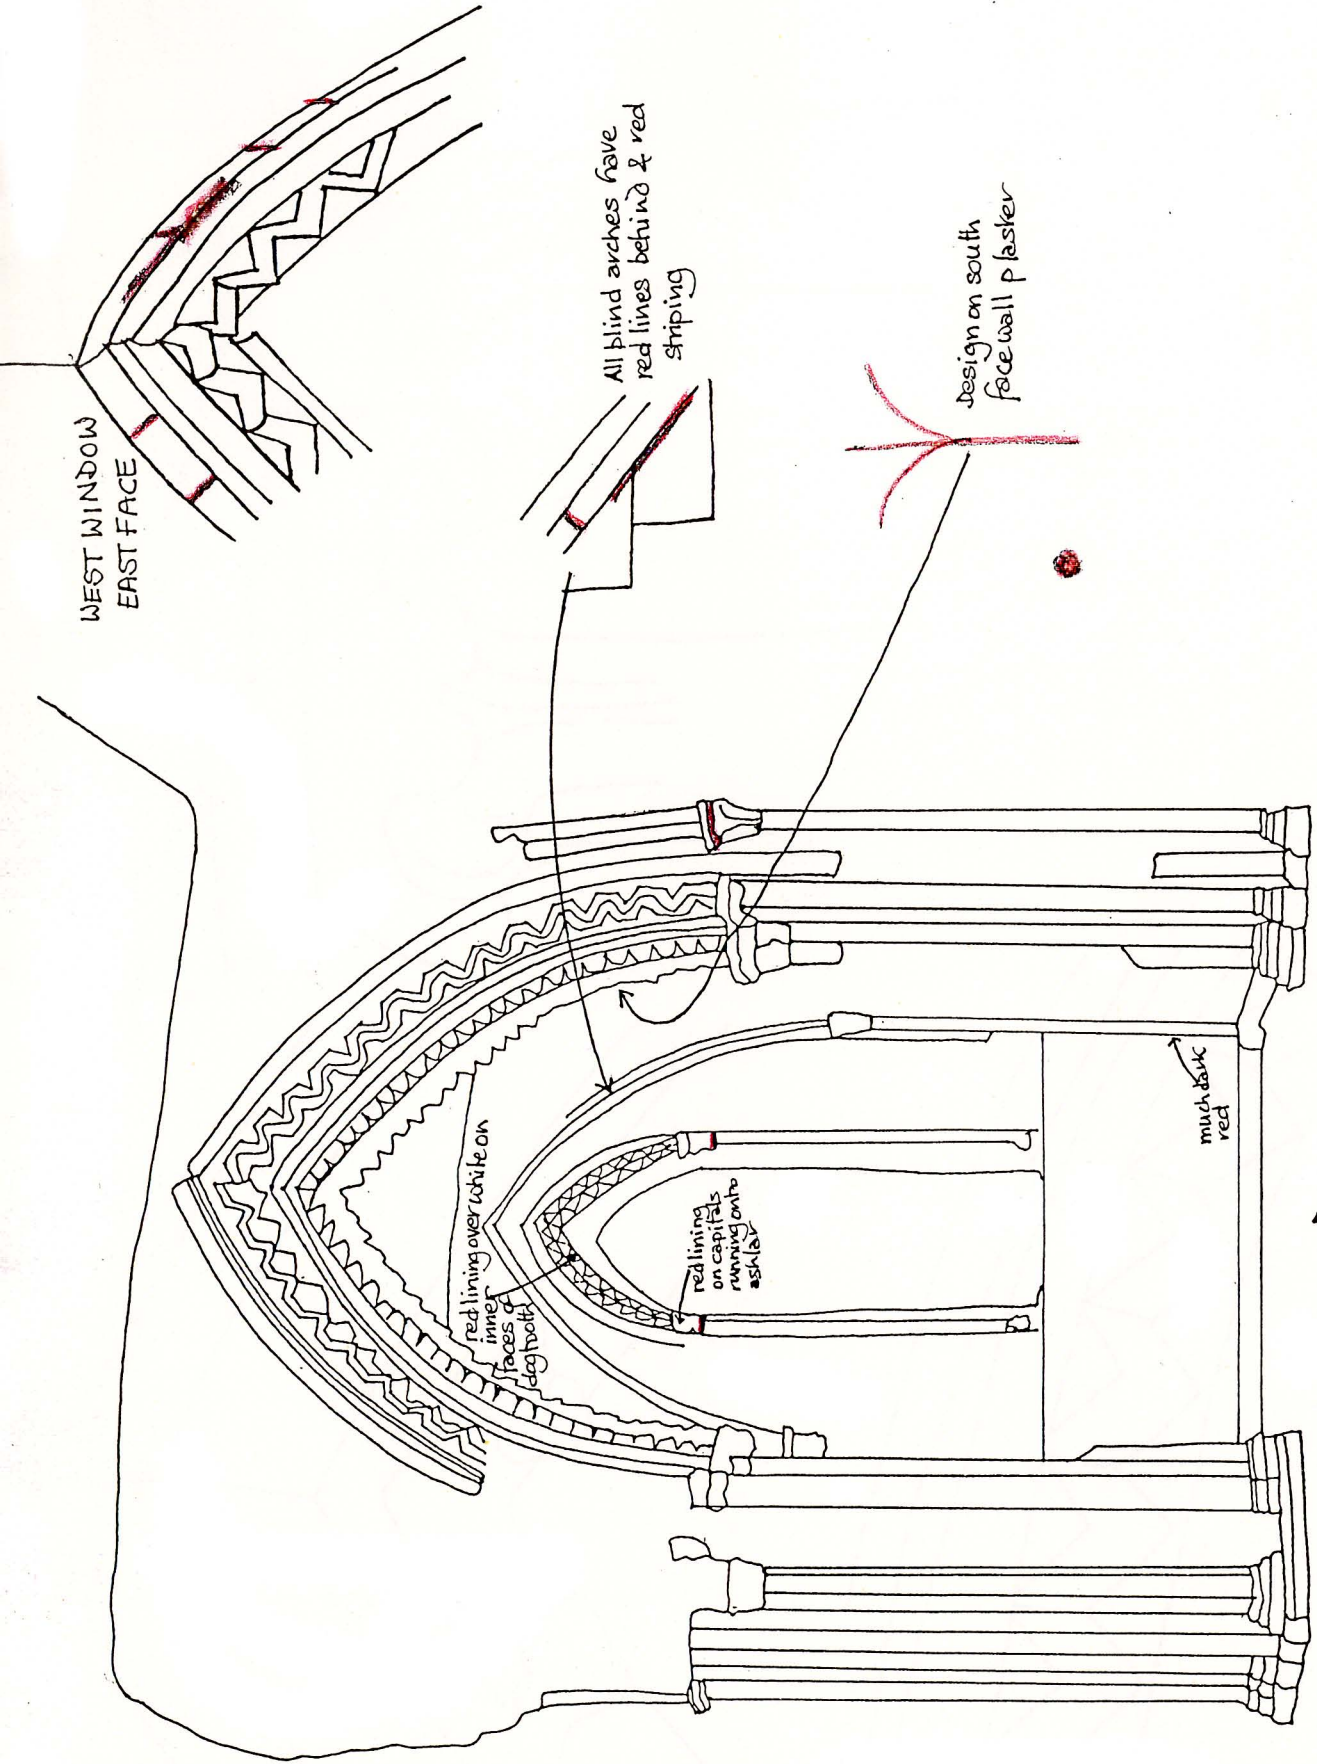 WEST WINDOW
EAST FACE
All blind arches have
red lines behind & red
striping
Design on south
face wall plaster
red lining over white on
inner
faces of
dogtooth
red lining
on capitals
running onto
ashlar
much dark
red